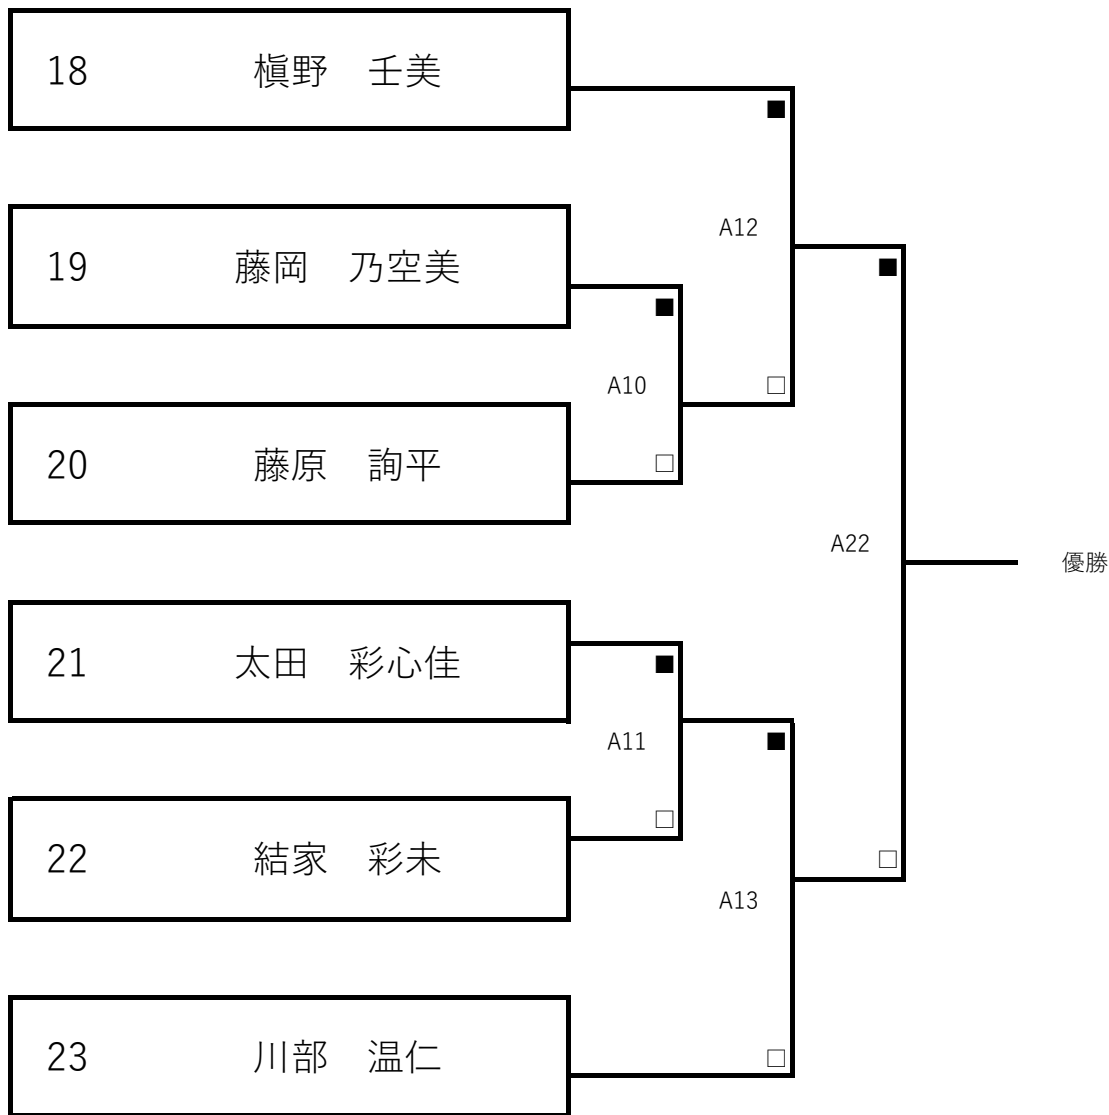 18 槇野　壬美
■
A12
19 藤岡　乃空美
■
■
A10
□
20 藤原　詢平
□
A22
優勝
21 太田　彩心佳
■
A11
■
□
22 結家　彩未
□
A13
23 川部　温仁
□